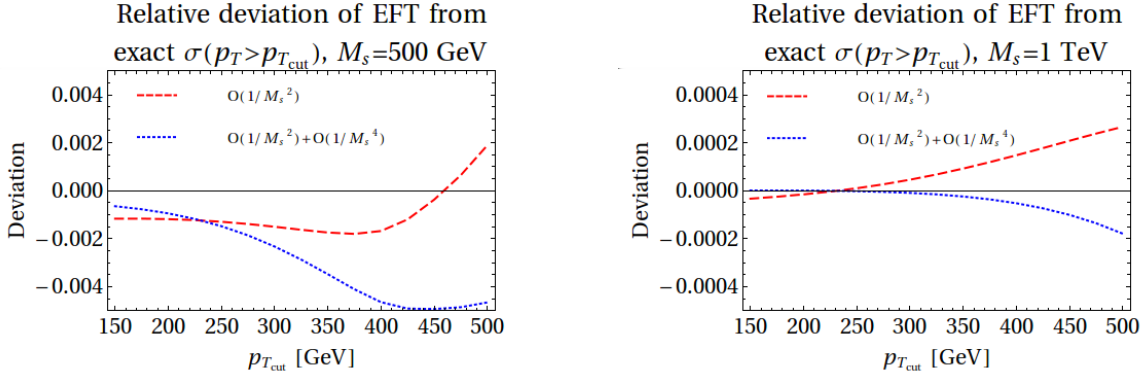 Relative deviation of EFT from
exact σ(p_T>p_Tcut), M_s=500 GeV
0.004
0.002
0.000
−0.002
−0.004
Deviation
O(1/M_s^2)
O(1/M_s^2)+O(1/M_s^4)
150 200 250 300 350 400 450 500
p_Tcut [GeV]
Relative deviation of EFT from
exact σ(p_T>p_Tcut), M_s=1 TeV
0.0004
0.0002
0.0000
−0.0002
−0.0004
Deviation
O(1/M_s^2)
O(1/M_s^2)+O(1/M_s^4)
150 200 250 300 350 400 450 500
p_Tcut [GeV]